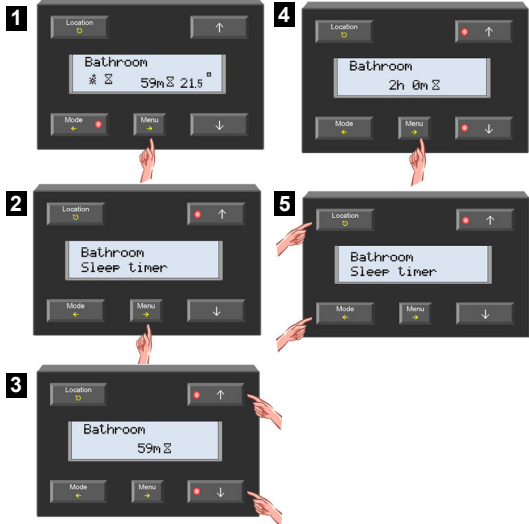 1
Location
↻ ↑
Bathroom
59m⧖ 21.5°
Mode
←
Menu
→
↓
2
Location
↻ ↑
Bathroom
Sleep timer
Mode
←
Menu
→
↓
3
Location
↻ ↑
Bathroom
59m⧖
Mode
←
Menu
→
↓
4
Location
↻ ↑
Bathroom
2h 0m⧖
Mode
←
Menu
→
↓
5
Location
↻ ↑
Bathroom
Sleep timer
Mode
←
Menu
→
↓